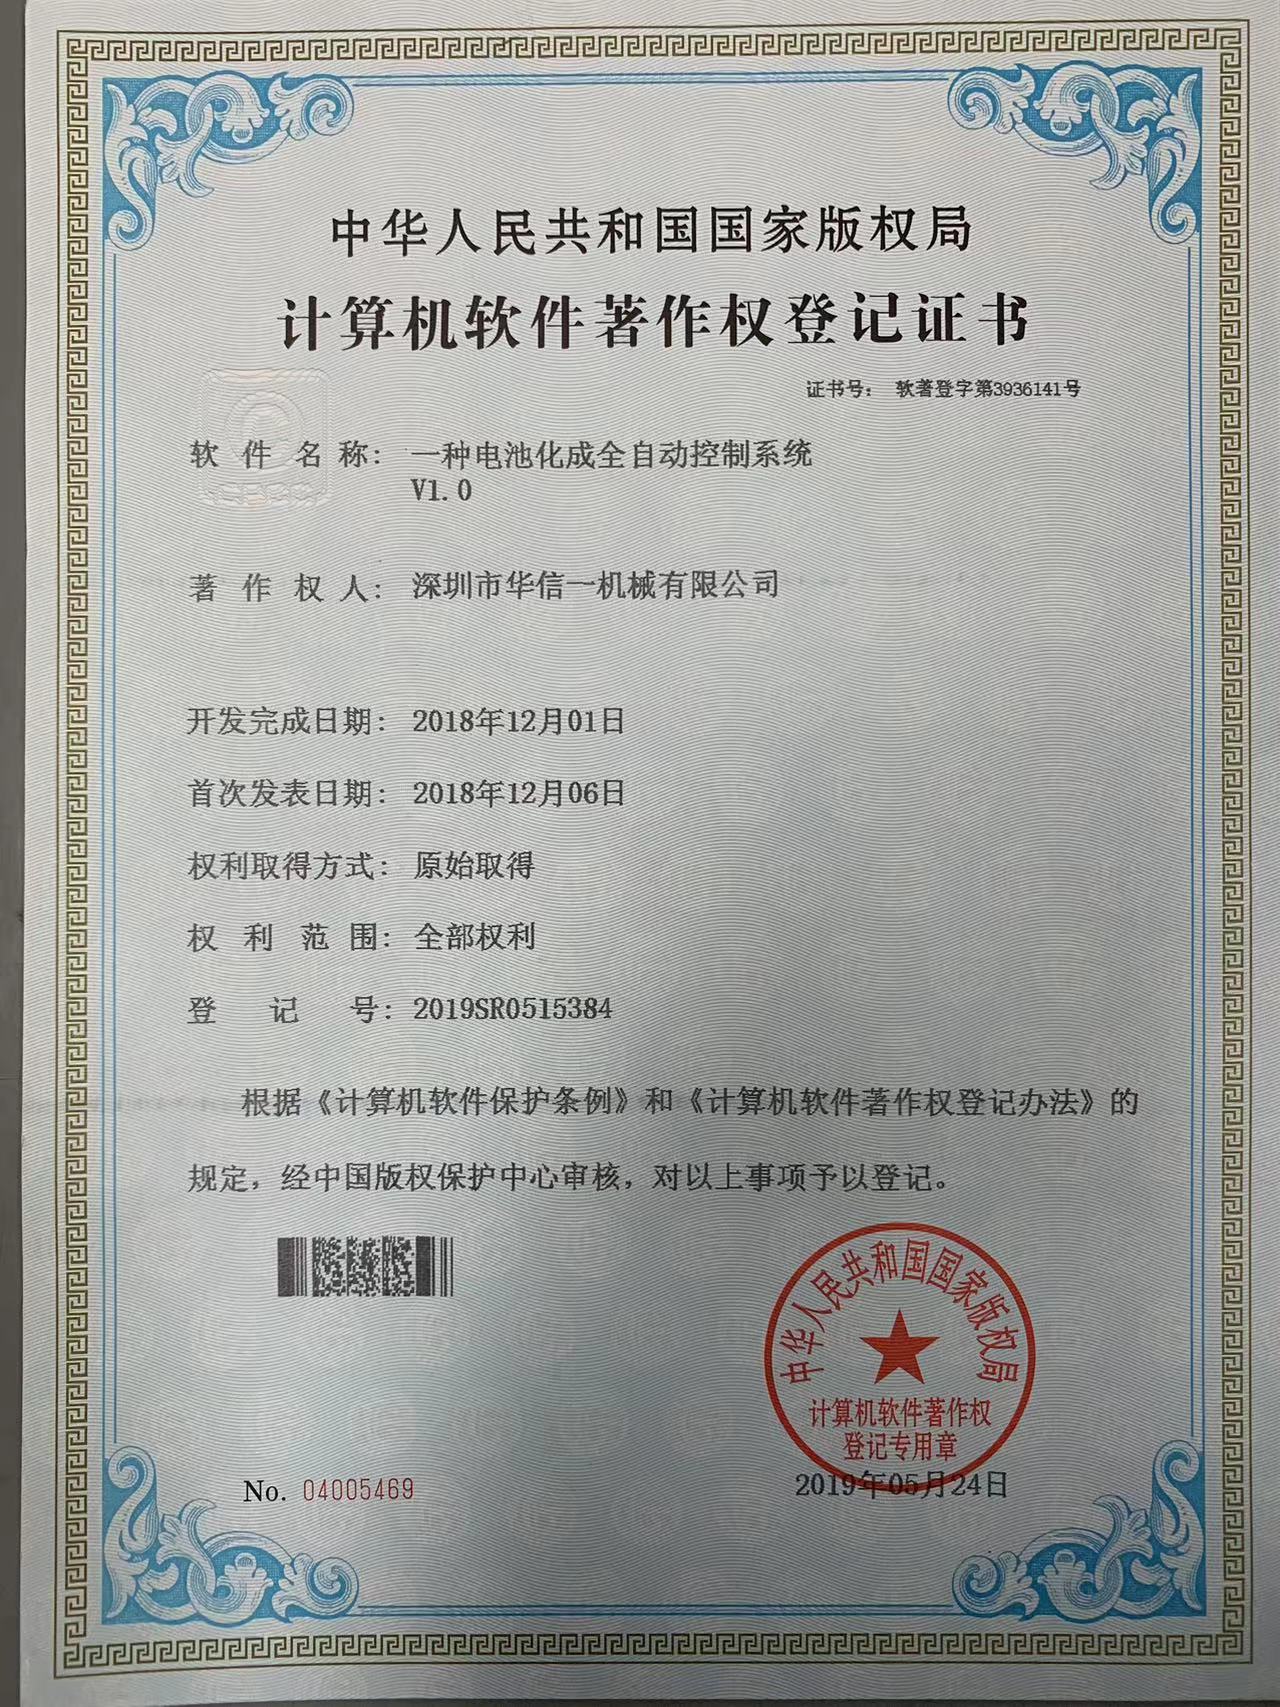 中华人民共和国国家版权局
计算机软件著作权登记证书
证书号： 软著登字第3936141号
软件名称： 一种电池化成全自动控制系统
V1.0
著作权人： 深圳市华信一机械有限公司
开发完成日期： 2018年12月01日
首次发表日期： 2018年12月06日
权利取得方式： 原始取得
权利范围： 全部权利
登记号： 2019SR0515384
根据《计算机软件保护条例》和《计算机软件著作权登记办法》的
规定，经中国版权保护中心审核，对以上事项予以登记。
中华人民共和国国家版权局
计算机软件著作权
登记专用章
No. 04005469
2019年05月24日